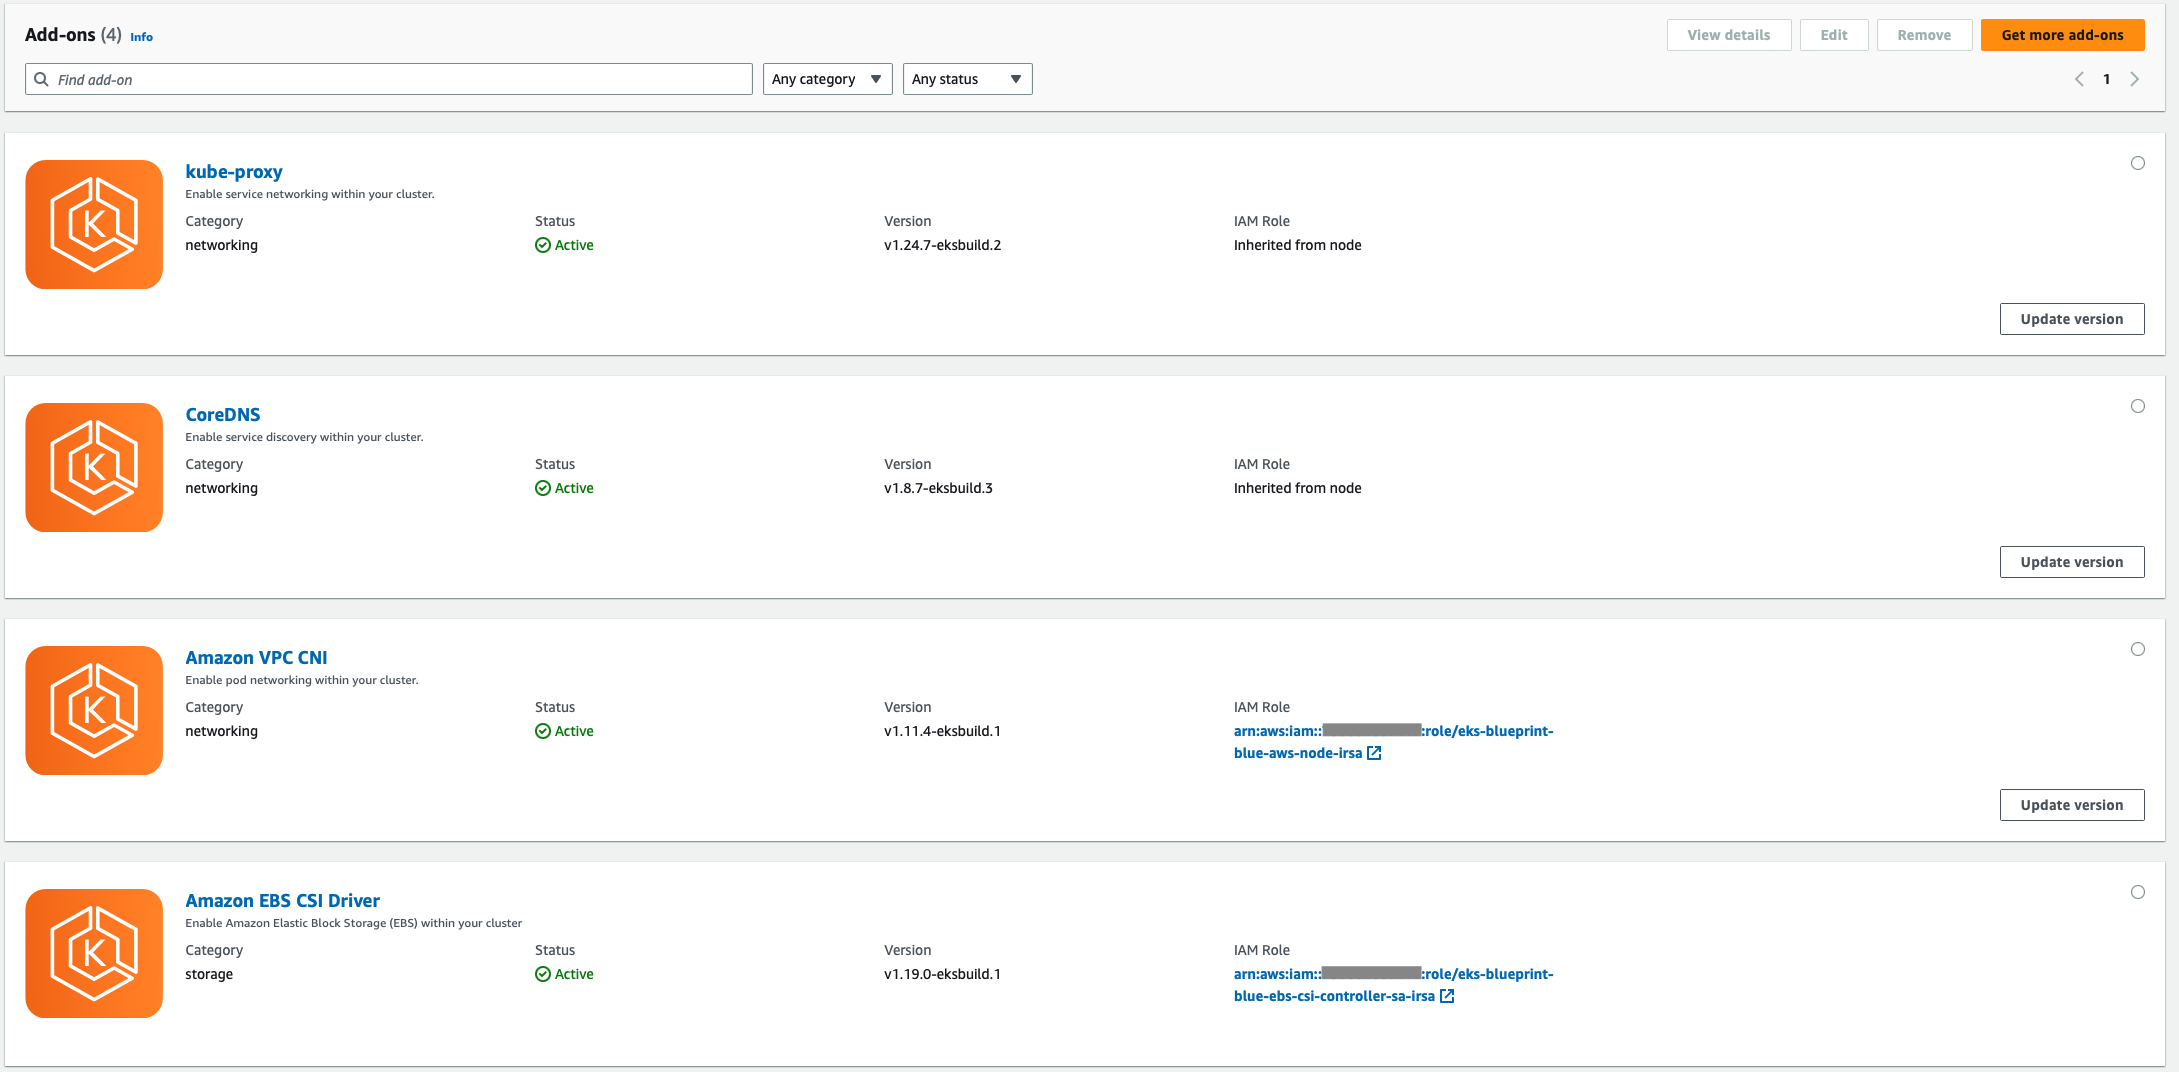 Add-ons (4) Info
View details
Edit
Remove
Get more add-ons
Find add-on
Any category
Any status
1
K
kube-proxy
Enable service networking within your cluster.
Category
networking
Status
Active
Version
v1.24.7-eksbuild.2
IAM Role
Inherited from node
Update version
K
CoreDNS
Enable service discovery within your cluster.
Category
networking
Status
Active
Version
v1.8.7-eksbuild.3
IAM Role
Inherited from node
Update version
K
Amazon VPC CNI
Enable pod networking within your cluster.
Category
networking
Status
Active
Version
v1.11.4-eksbuild.1
IAM Role
arn:aws:iam:: :role/eks-blueprint-
blue-aws-node-irsa
Update version
K
Amazon EBS CSI Driver
Enable Amazon Elastic Block Storage (EBS) within your cluster
Category
storage
Status
Active
Version
v1.19.0-eksbuild.1
IAM Role
arn:aws:iam:: :role/eks-blueprint-
blue-ebs-csi-controller-sa-irsa